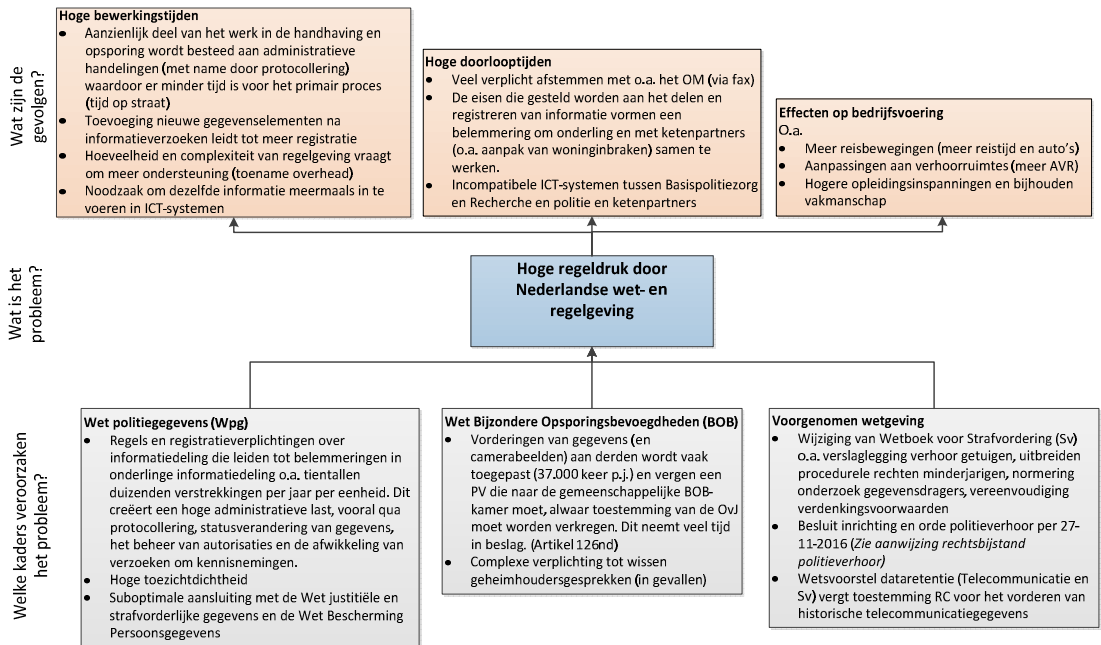 Wat zijn de
gevolgen?
Hoge bewerkingstijden
• Aanzienlijk deel van het werk in de handhaving en
opsporing wordt besteed aan administratieve
handelingen (met name door protocollering)
waardoor er minder tijd is voor het primair proces
(tijd op straat)
• Toevoeging nieuwe gegevenselementen na
informatieverzoeken leidt tot meer registratie
• Hoeveelheid en complexiteit van regelgeving vraagt
om meer ondersteuning (toename overhead)
• Noodzaak om dezelfde informatie meermaals in te
voeren in ICT-systemen
Hoge doorlooptijden
• Veel verplicht afstemmen met o.a. het OM (via fax)
• De eisen die gesteld worden aan het delen en
registreren van informatie vormen een
belemmering om onderling en met ketenpartners
(o.a. aanpak van woninginbraken) samen te
werken.
• Incompatibele ICT-systemen tussen Basispolitiezorg
en Recherche en politie en ketenpartners
Effecten op bedrijfsvoering
O.a.
• Meer reisbewegingen (meer reistijd en auto's)
• Aanpassingen aan verhoorruimtes (meer AVR)
• Hogere opleidingsinspanningen en bijhouden
vakmanschap
Wat is het
probleem?
Hoge regeldruk door
Nederlandse wet- en
regelgeving
Welke kaders veroorzaken
het probleem?
Wet politiegegevens (Wpg)
• Regels en registratieverplichtingen over
informatiedeling die leiden tot belemmeringen in
onderlinge informatiedeling o.a. tientallen
duizenden verstrekkingen per jaar per eenheid. Dit
creëert een hoge administratieve last, vooral qua
protocollering, statusverandering van gegevens,
het beheer van autorisaties en de afwikkeling van
verzoeken om kennisnemingen.
• Hoge toezichtdichtheid
• Suboptimale aansluiting met de Wet justitiële en
strafvorderlijke gegevens en de Wet Bescherming
Persoonsgegevens
Wet Bijzondere Opsporingsbevoegdheden (BOB)
• Vorderingen van gegevens (en
camerabeelden) aan derden wordt vaak
toegepast (37.000 keer p.j.) en vergen een
PV die naar de gemeenschappelijke BOB-
kamer moet, alwaar toestemming van de OvJ
moet worden verkregen. Dit neemt veel tijd
in beslag. (Artikel 126nd)
• Complexe verplichting tot wissen
geheimhoudersgesprekken (in gevallen)
Voorgenomen wetgeving
• Wijziging van Wetboek voor Strafvordering (Sv)
o.a. verslaglegging verhoor getuigen, uitbreiden
procedurele rechten minderjarigen, normering
onderzoek gegevensdragers, vereenvoudiging
verdenkingsvoorwaarden
• Besluit inrichting en orde politieverhoor per 27-
11-2016 (Zie aanwijzing rechtsbijstand
politieverhoor)
• Wetsvoorstel dataretentie (Telecommunicatie en
Sv) vergt toestemming RC voor het vorderen van
historische telecommunicatiegegevens